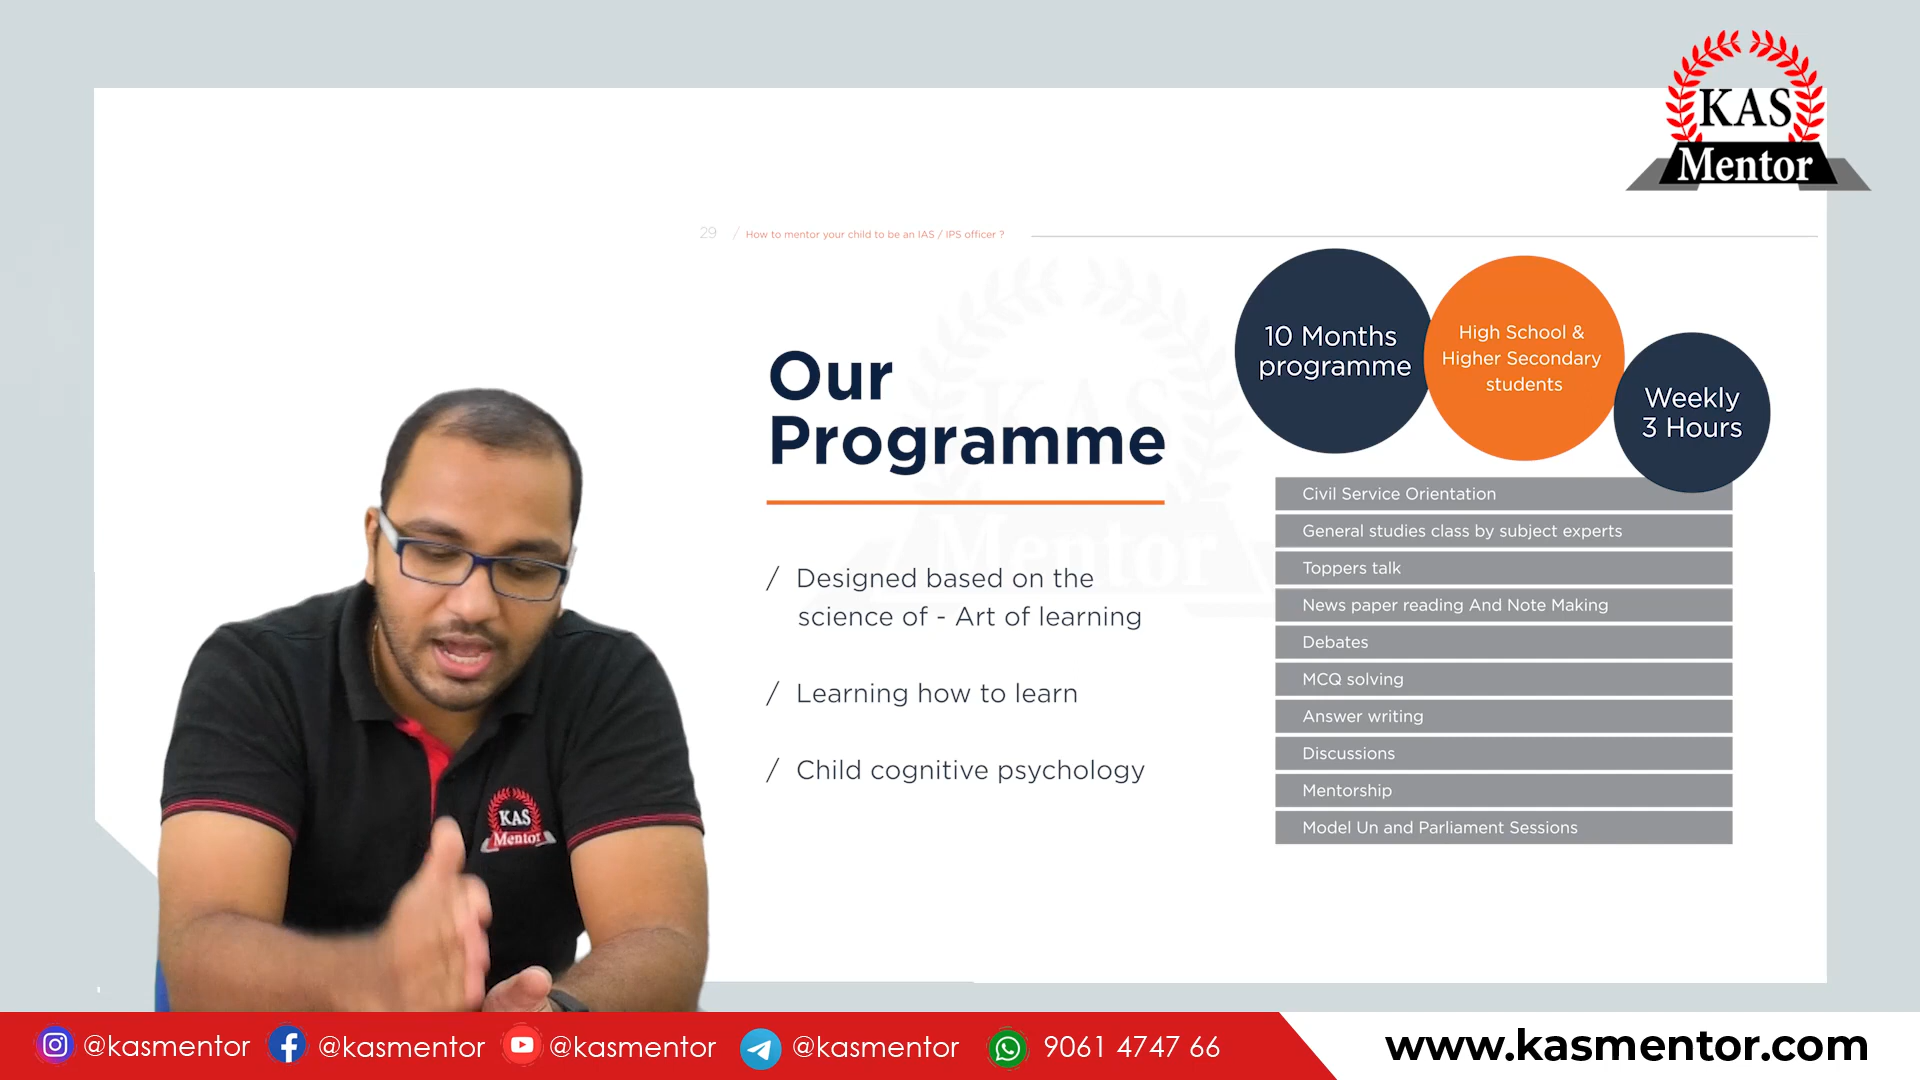 KAS
Mentor
29 / How to mentor your child to be an IAS / IPS officer ?
Our
Programme
/ Designed based on the
science of - Art of learning
/ Learning how to learn
/ Child cognitive psychology
10 Months
programme
High School &
Higher Secondary
students
Weekly
3 Hours
Civil Service Orientation
General studies class by subject experts
Toppers talk
News paper reading And Note Making
Debates
MCQ solving
Answer writing
Discussions
Mentorship
Model Un and Parliament Sessions
KAS
Mentor
KAS
Mentor
@kasmentor
@kasmentor
@kasmentor
@kasmentor
9061 4747 66
www.kasmentor.com